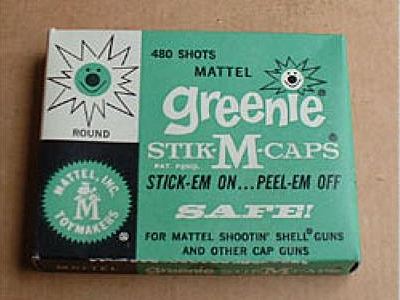 480 SHOTS
MATTEL
greenie®
ROUND
STIK-M-CAPS®
PAT. PEND.
STICK-EM ON...PEEL-EM OFF
MATTEL, INC.
M
TOYMAKERS
®
SAFE!
FOR MATTEL SHOOTIN' SHELL® GUNS
AND OTHER CAP GUNS
Greenie STIK-M-CAPS